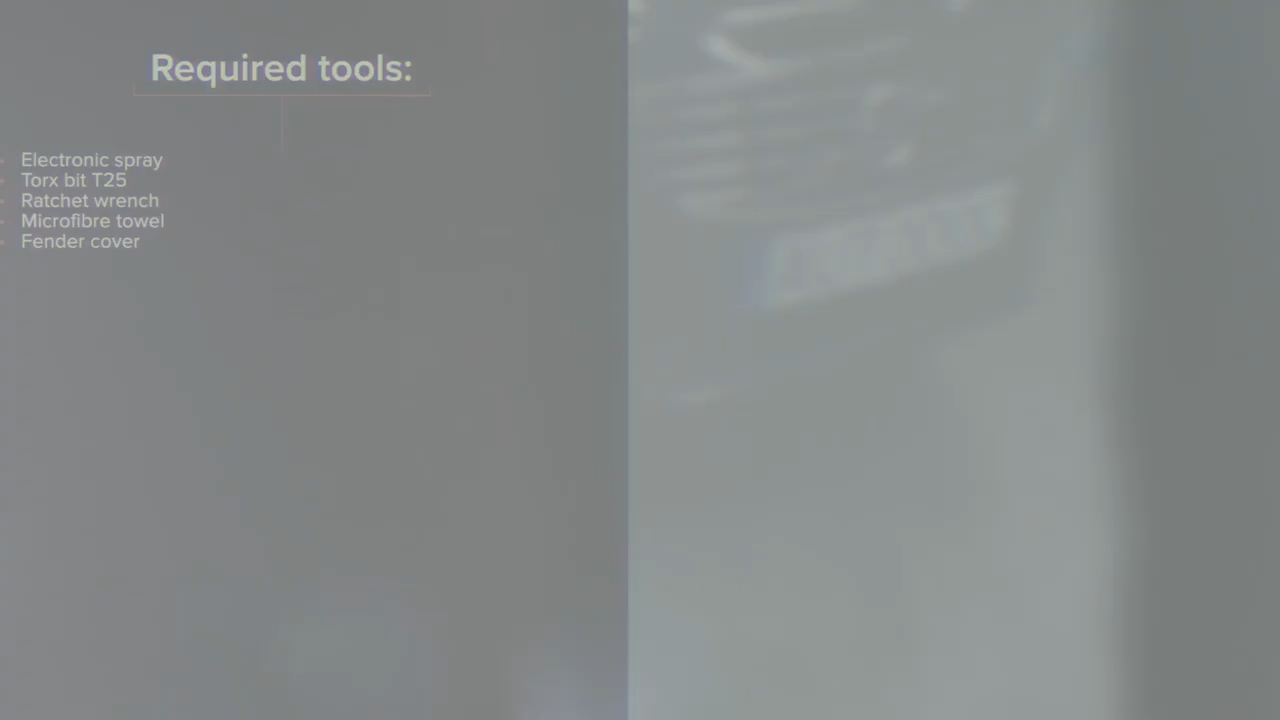 Required tools:
Electronic spray
Torx bit T25
Ratchet wrench
Microfibre towel
Fender cover